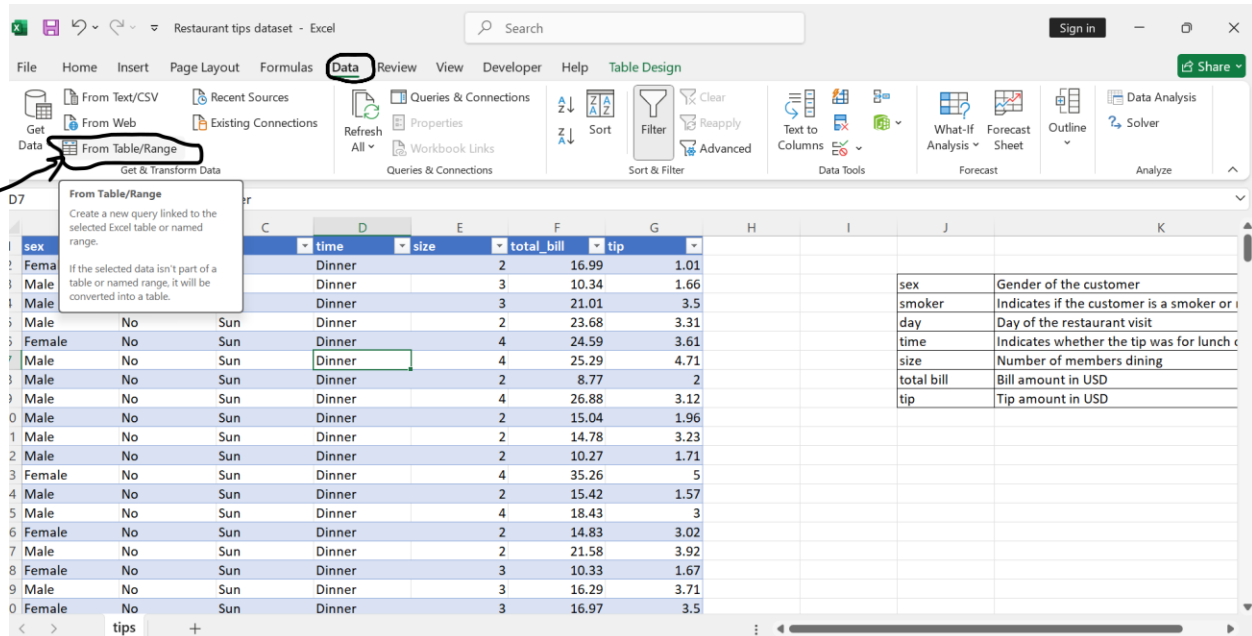 Restaurant tips dataset - Excel
Search
Sign in
File Home Insert Page Layout Formulas Data Review View Developer Help Table Design
Share
Get Data
From Text/CSV
From Web
From Table/Range
Recent Sources
Existing Connections
Get & Transform Data
Refresh All
Queries & Connections
Properties
Workbook Links
Queries & Connections
Sort
Filter
Clear
Reapply
Advanced
Sort & Filter
Text to Columns
Data Tools
What-If Analysis
Forecast Sheet
Forecast
Outline
Data Analysis
Solver
Analyze
D7
From Table/Range
Create a new query linked to the
selected Excel table or named
range.
If the selected data isn't part of a
table or named range, it will be
converted into a table.
C D E F G H I J K
sex time size total_bill tip
Dinner 2 16.99 1.01
Male Dinner 3 10.34 1.66
Male Dinner 3 21.01 3.5
Male No Sun Dinner 2 23.68 3.31
Female No Sun Dinner 4 24.59 3.61
Male No Sun Dinner 4 25.29 4.71
Male No Sun Dinner 2 8.77 2
Male No Sun Dinner 4 26.88 3.12
Male No Sun Dinner 2 15.04 1.96
Male No Sun Dinner 2 14.78 3.23
Male No Sun Dinner 2 10.27 1.71
Female No Sun Dinner 4 35.26 5
Male No Sun Dinner 2 15.42 1.57
Male No Sun Dinner 4 18.43 3
Female No Sun Dinner 2 14.83 3.02
Male No Sun Dinner 2 21.58 3.92
Female No Sun Dinner 3 10.33 1.67
Male No Sun Dinner 3 16.29 3.71
Female No Sun Dinner 3 16.97 3.5
sex Gender of the customer
smoker Indicates if the customer is a smoker or
day Day of the restaurant visit
time Indicates whether the tip was for lunch
size Number of members dining
total bill Bill amount in USD
tip Tip amount in USD
tips